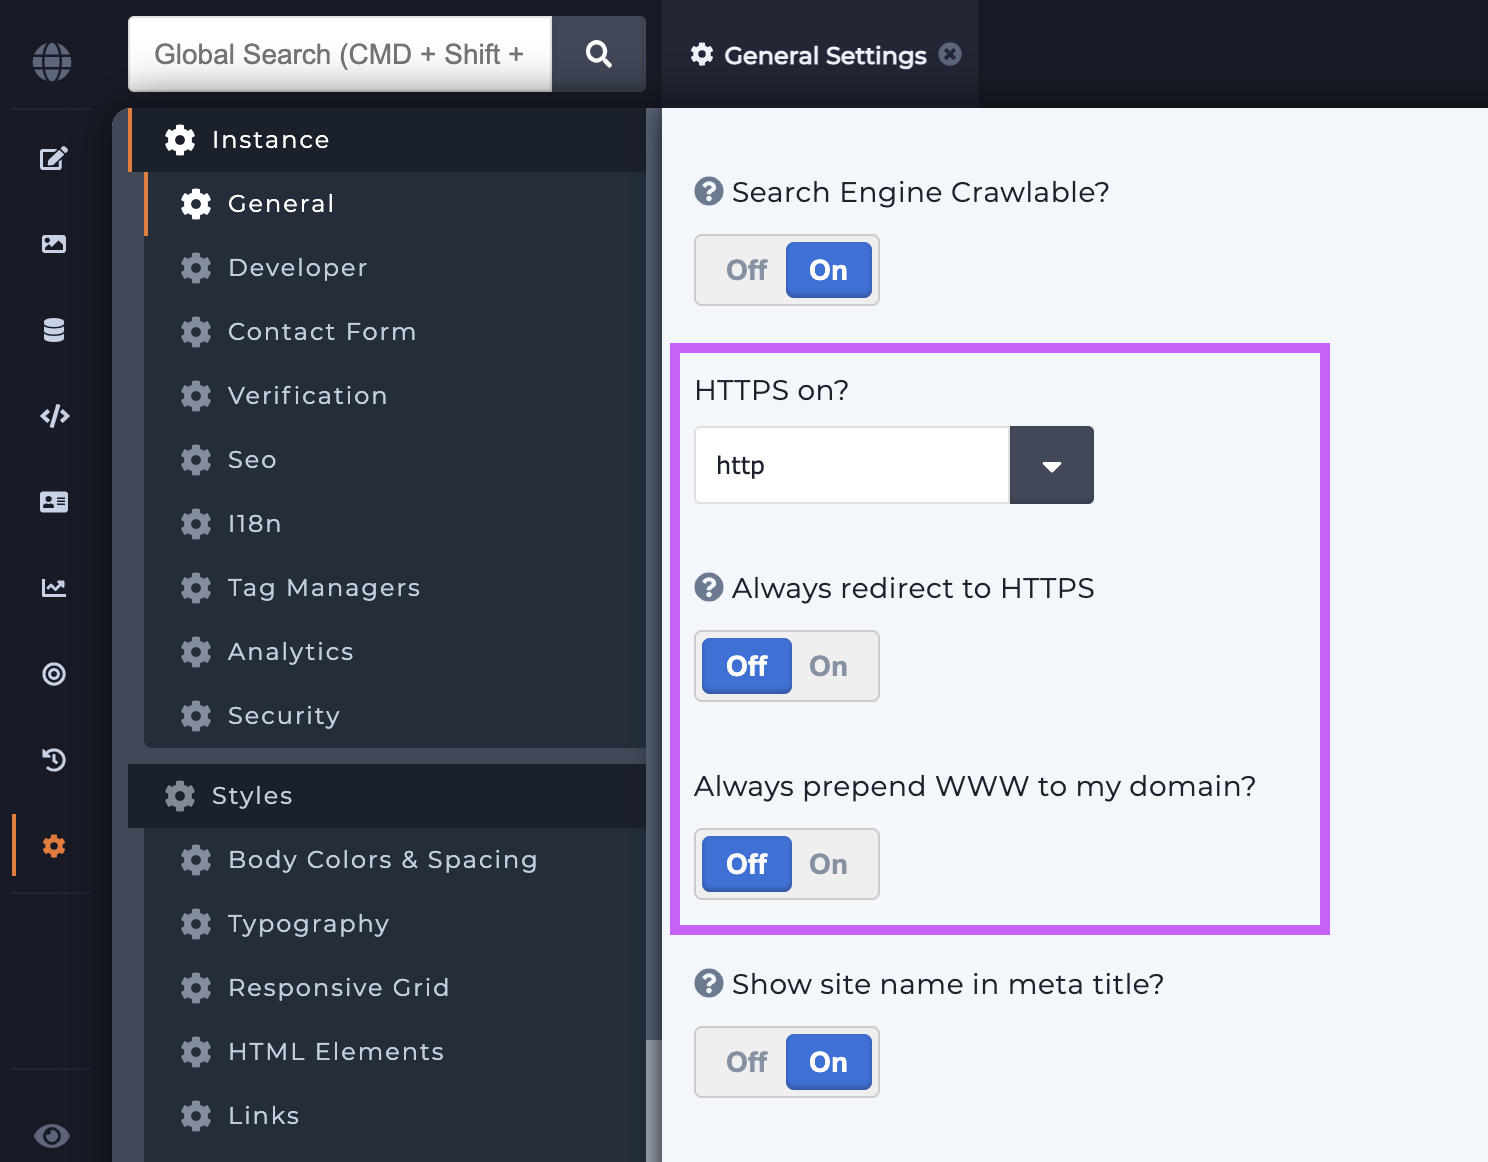 Global Search (CMD + Shift +
General Settings
Instance
General
Developer
Contact Form
Verification
Seo
I18n
Tag Managers
Analytics
Security
Styles
Body Colors & Spacing
Typography
Responsive Grid
HTML Elements
Links
Search Engine Crawlable?
Off On
HTTPS on?
http
Always redirect to HTTPS
Off On
Always prepend WWW to my domain?
Off On
Show site name in meta title?
Off On